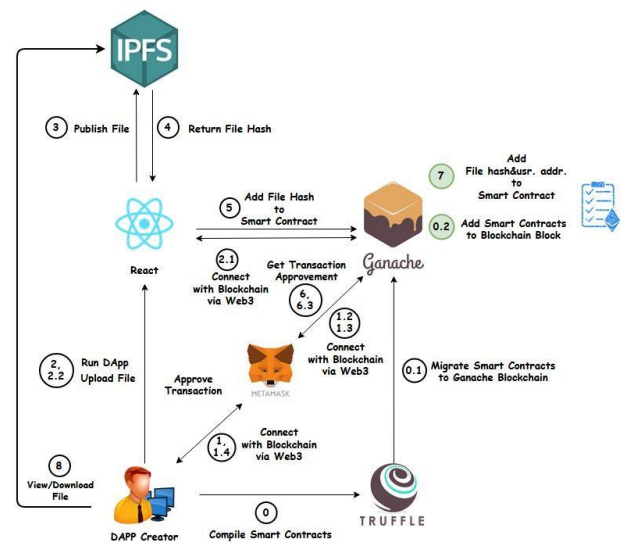 IPFS
3 Publish File
4 Return File Hash
7
Add
File hash&usr. addr.
to
Smart Contract
0.2
Add Smart Contracts
to Blockchain Block
5
Add File Hash
to
Smart Contract
React
Ganache
2.1
Connect
with Blockchain
via Web3
Get Transaction
Approvement
6,
6.3
1.2
1.3
Connect
with Blockchain
via Web3
2,
2.2
Run DApp
Upload File
Approve
Transaction
METAMASK
0.1
Migrate Smart Contracts
to Ganache Blockchain
1,
1.4
Connect
with Blockchain
via Web3
8
View/Download
File
DAPP Creator
0
Compile Smart Contracts
TRUFFLE